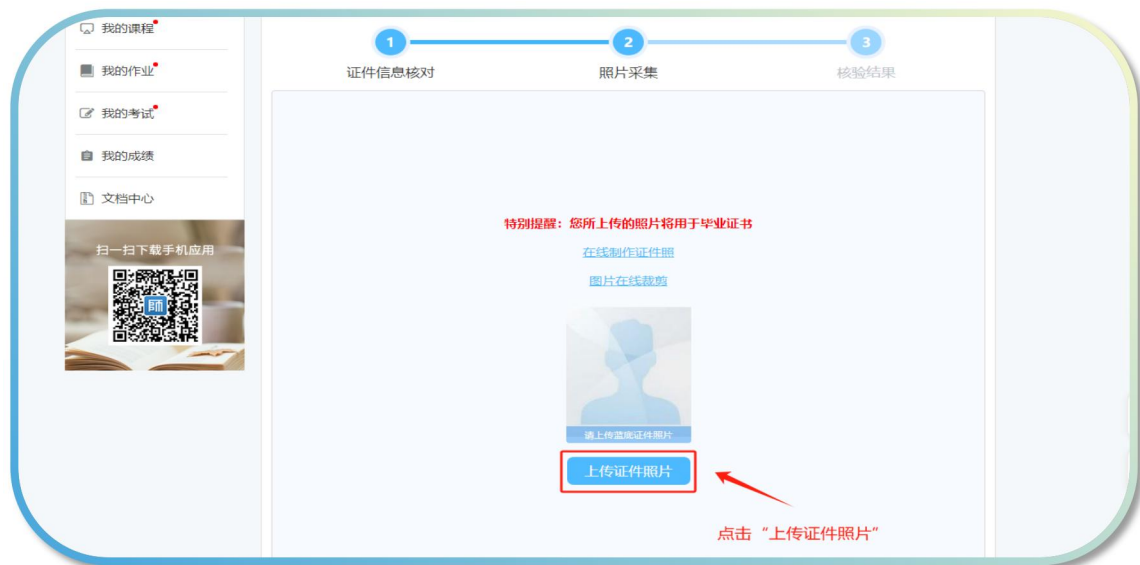 我的课程
我的作业
我的考试
我的成绩
文档中心
扫一扫下载手机应用
师
1
2
3
证件信息核对
照片采集
核验结果
特别提醒：您所上传的照片将用于毕业证书
在线制作证件照
图片在线裁剪
请上传蓝底证件照片
上传证件照片
点击“上传证件照片”